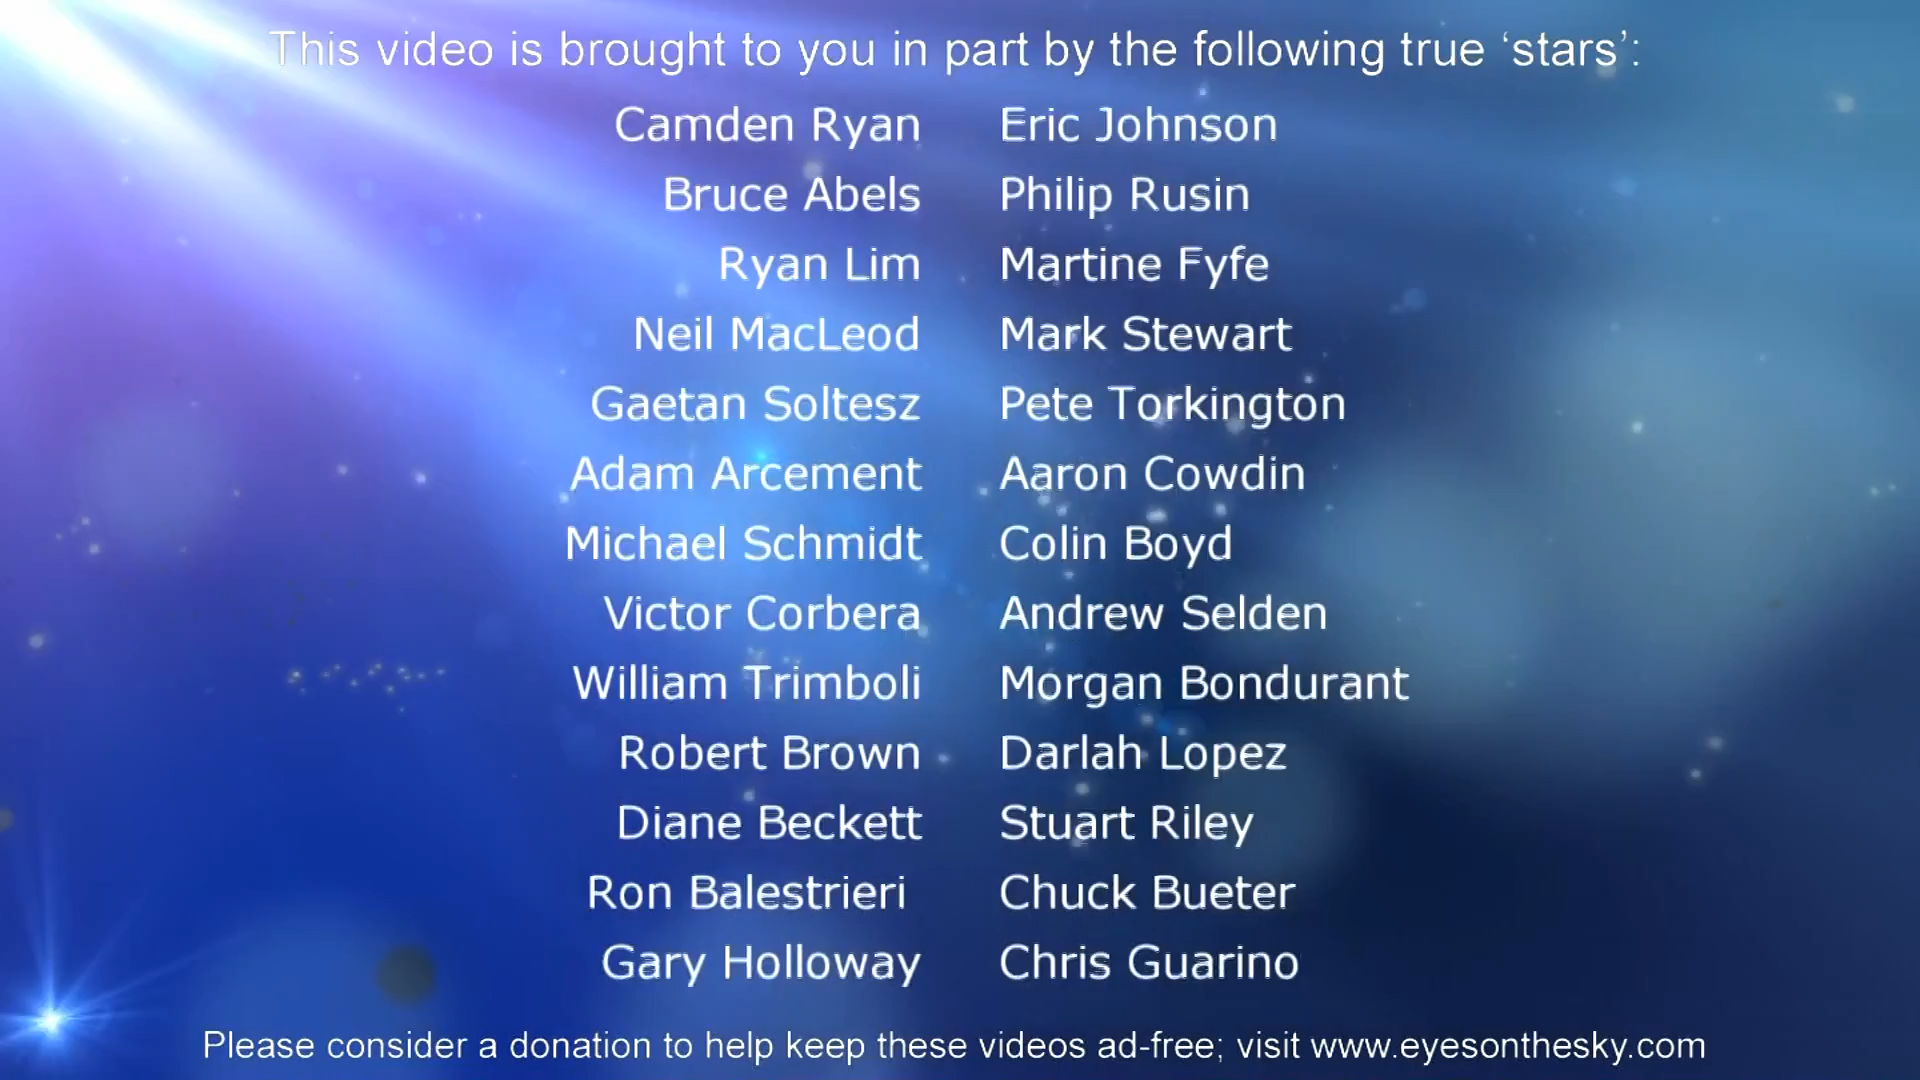 This video is brought to you in part by the following true ‘stars’:
Camden Ryan Eric Johnson
Bruce Abels Philip Rusin
Ryan Lim Martine Fyfe
Neil MacLeod Mark Stewart
Gaetan Soltesz Pete Torkington
Adam Arcement Aaron Cowdin
Michael Schmidt Colin Boyd
Victor Corbera Andrew Selden
William Trimboli Morgan Bondurant
Robert Brown Darlah Lopez
Diane Beckett Stuart Riley
Ron Balestrieri Chuck Bueter
Gary Holloway Chris Guarino
Please consider a donation to help keep these videos ad-free; visit www.eyesonthesky.com